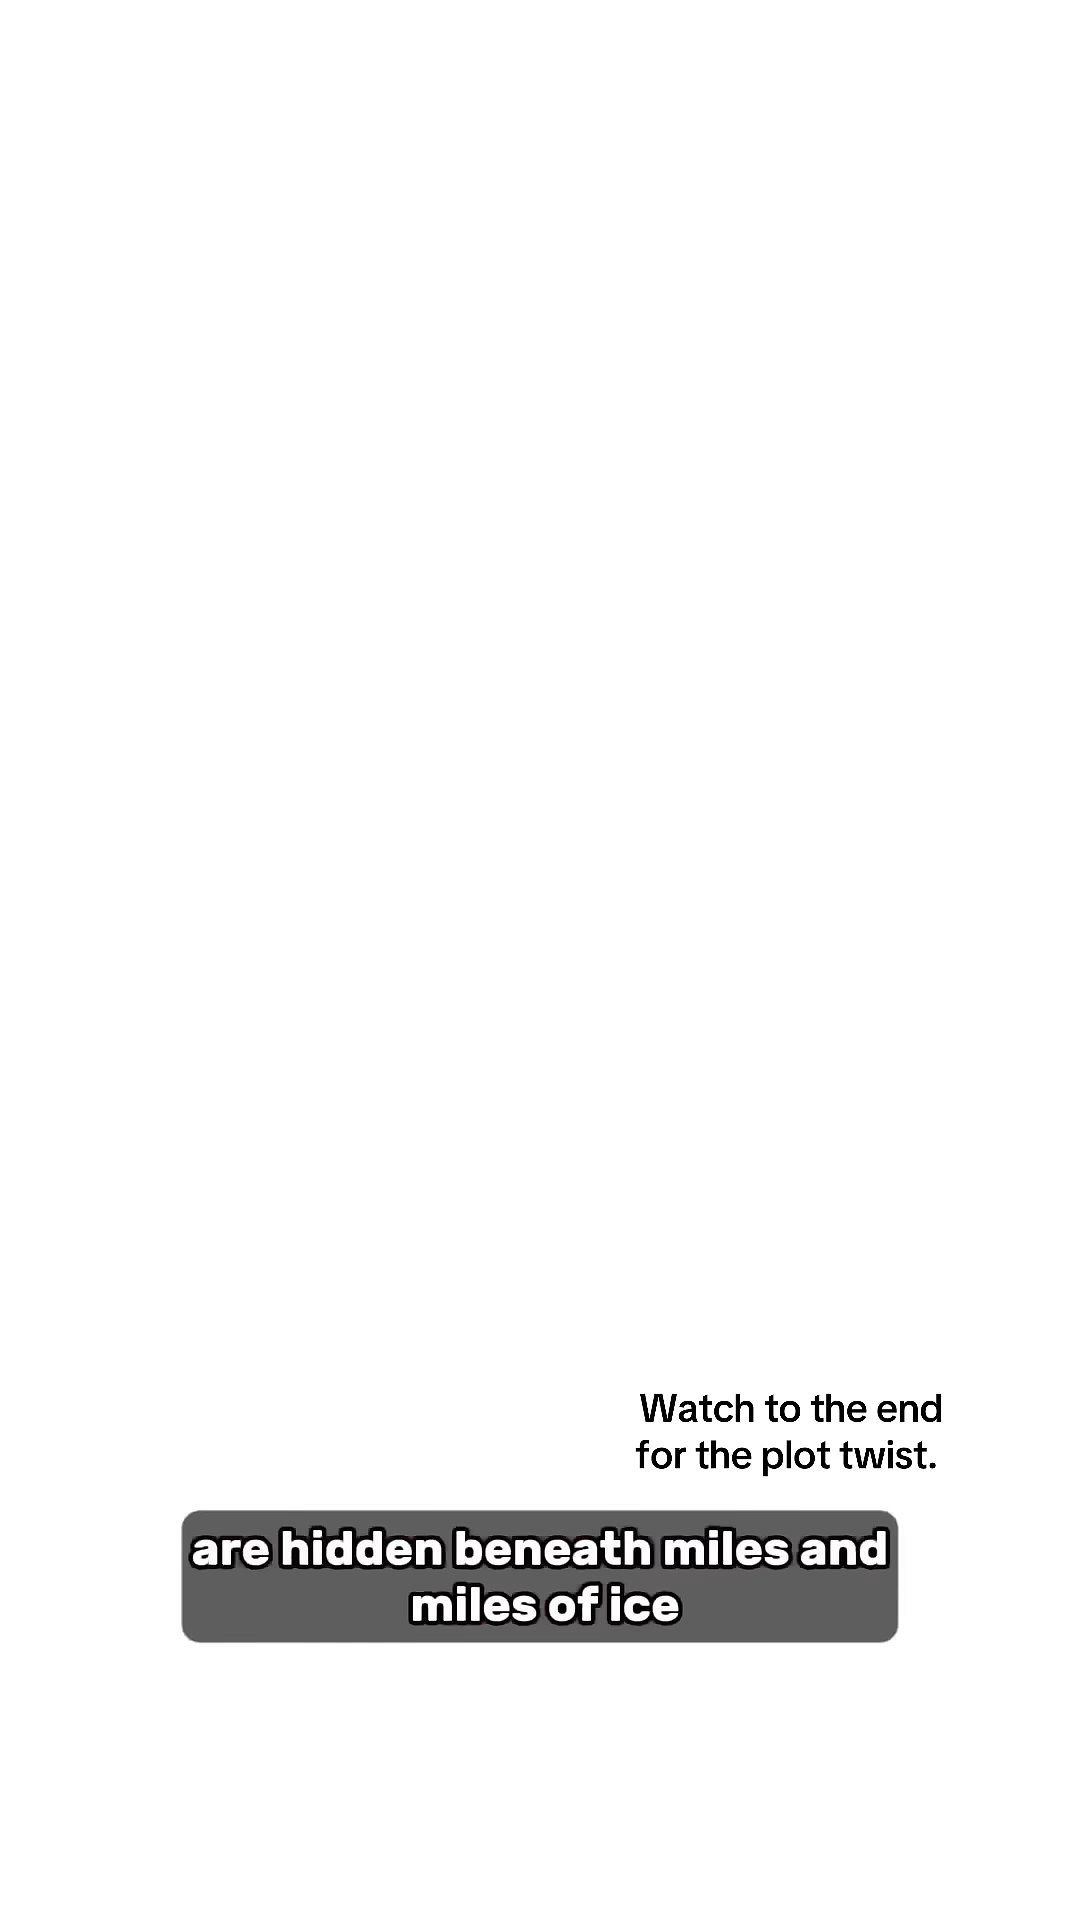 Watch to the end
for the plot twist.
are hidden beneath miles and
miles of ice